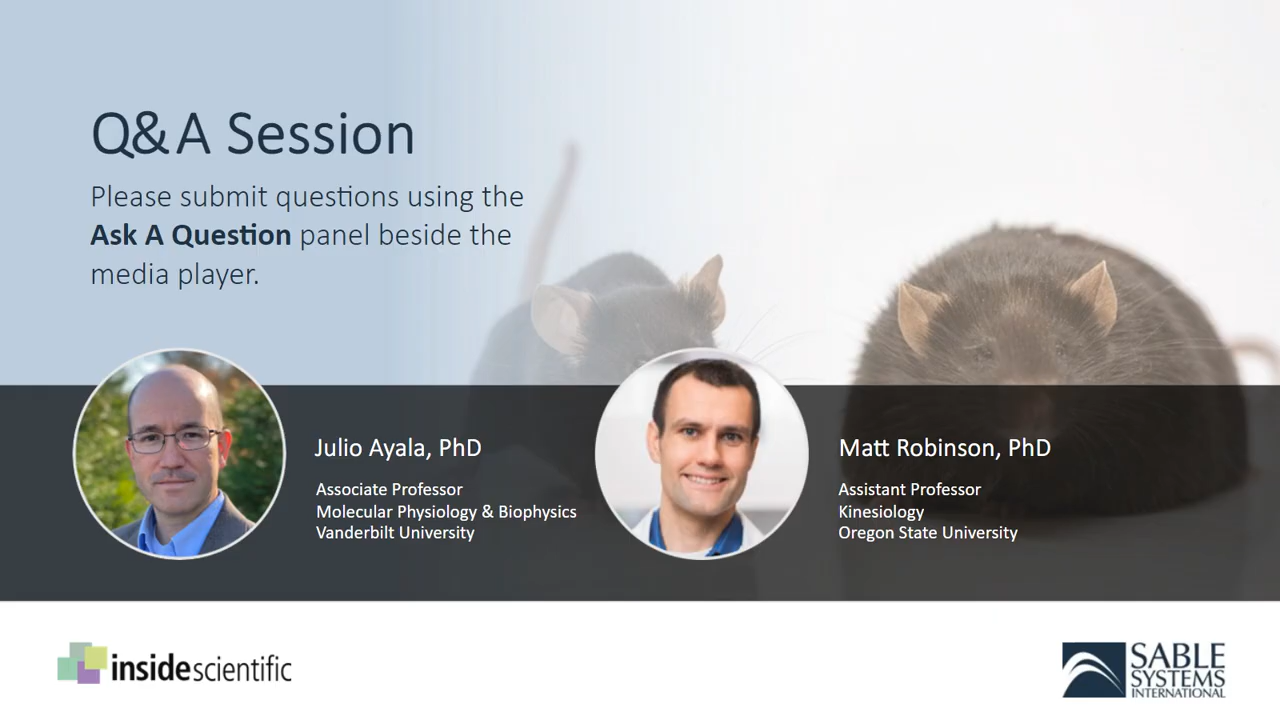 Q&A Session
Please submit questions using the
Ask A Question panel beside the
media player.
Julio Ayala, PhD
Associate Professor
Molecular Physiology & Biophysics
Vanderbilt University
Matt Robinson, PhD
Assistant Professor
Kinesiology
Oregon State University
insidescientific
SABLE
SYSTEMS
INTERNATIONAL